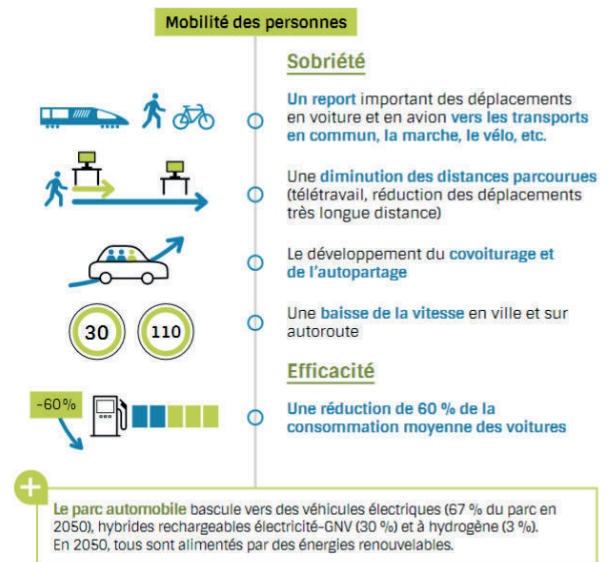 Mobilité des personnes
Sobriété
Un report important des déplacements
en voiture et en avion vers les transports
en commun, la marche, le vélo, etc.
Une diminution des distances parcourues
(télétravail, réduction des déplacements
très longue distance)
Le développement du covoiturage et
de l'autopartage
30
110
Une baisse de la vitesse en ville et sur
autoroute
Efficacité
-60%
Une réduction de 60 % de la
consommation moyenne des voitures
+
Le parc automobile bascule vers des véhicules électriques (67 % du parc en
2050), hybrides rechargeables électricité-GNV (30 %) et à hydrogène (3 %).
En 2050, tous sont alimentés par des énergies renouvelables.